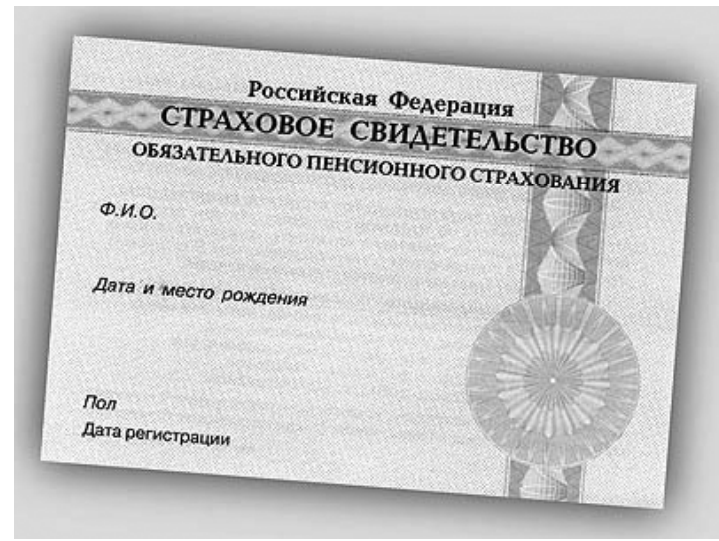 Российская Федерация
СТРАХОВОЕ СВИДЕТЕЛЬСТВО
ОБЯЗАТЕЛЬНОГО ПЕНСИОННОГО СТРАХОВАНИЯ
Ф.И.О.
Дата и место рождения
Пол
Дата регистрации